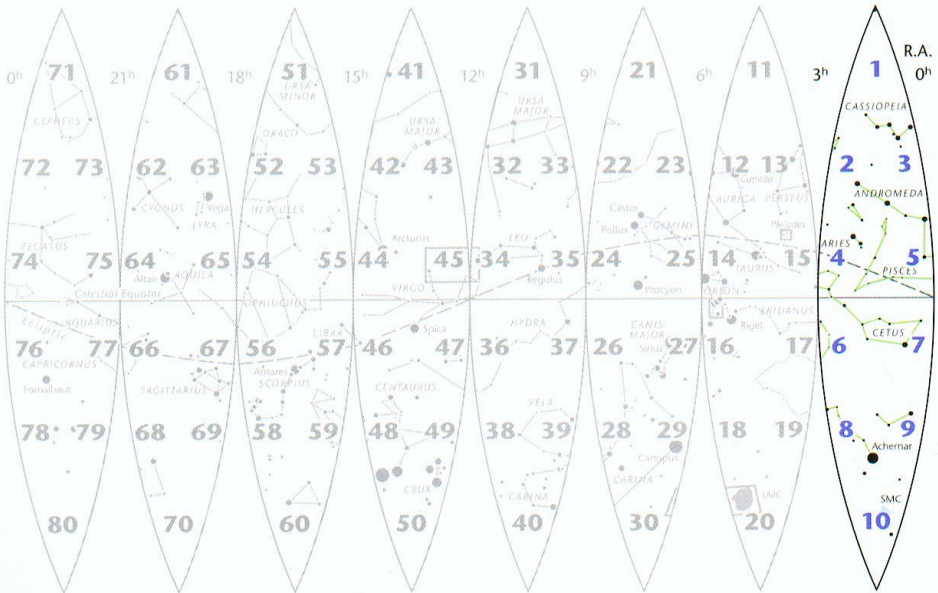 R.A.
0h 71 21h 61 18h 51 15h 41 12h 31 9h 21 6h 11 3h 1 0h
URSA
MINOR
URSA
MAJOR
URSA
MAJOR
CASSIOPEIA
CEPHEUS
DRACO
72 73 62 63 52 53 42 43 32 33 22 23 12 13 2 3
Capella
CYGNUS
Vega
LYRA
HERCULES
Castor
Pollux
GEMINI
AURIGA
PERSEUS
Pleiades
ANDROMEDA
PEGASUS
Arcturus
LEO
ARIES
74 75 64 65 54 55 44 45 34 35 24 25 14 15 4 5
Altair
AQUILA
Regulus
TAURUS
PISCES
Celestial Equator
OPHIUCHUS
VIRGO
Procyon
ORION
Ecliptic
AQUARIUS
LIBRA
Spica
HYDRA
CANIS
MAJOR
Sirius
Rigel
ERIDANUS
CETUS
76 77 66 67 56 57 46 47 36 37 26 27 16 17 6 7
CAPRICORNUS
Fomalhaut
SAGITTARIUS
Antares
SCORPIUS
CENTAURUS
VELA
78 79 68 69 58 59 48 49 38 39 28 29 18 19 8 9
Canopus
Achernar
CRUX
CARINA
CARINA
LMC
SMC
80 70 60 50 40 30 20 10